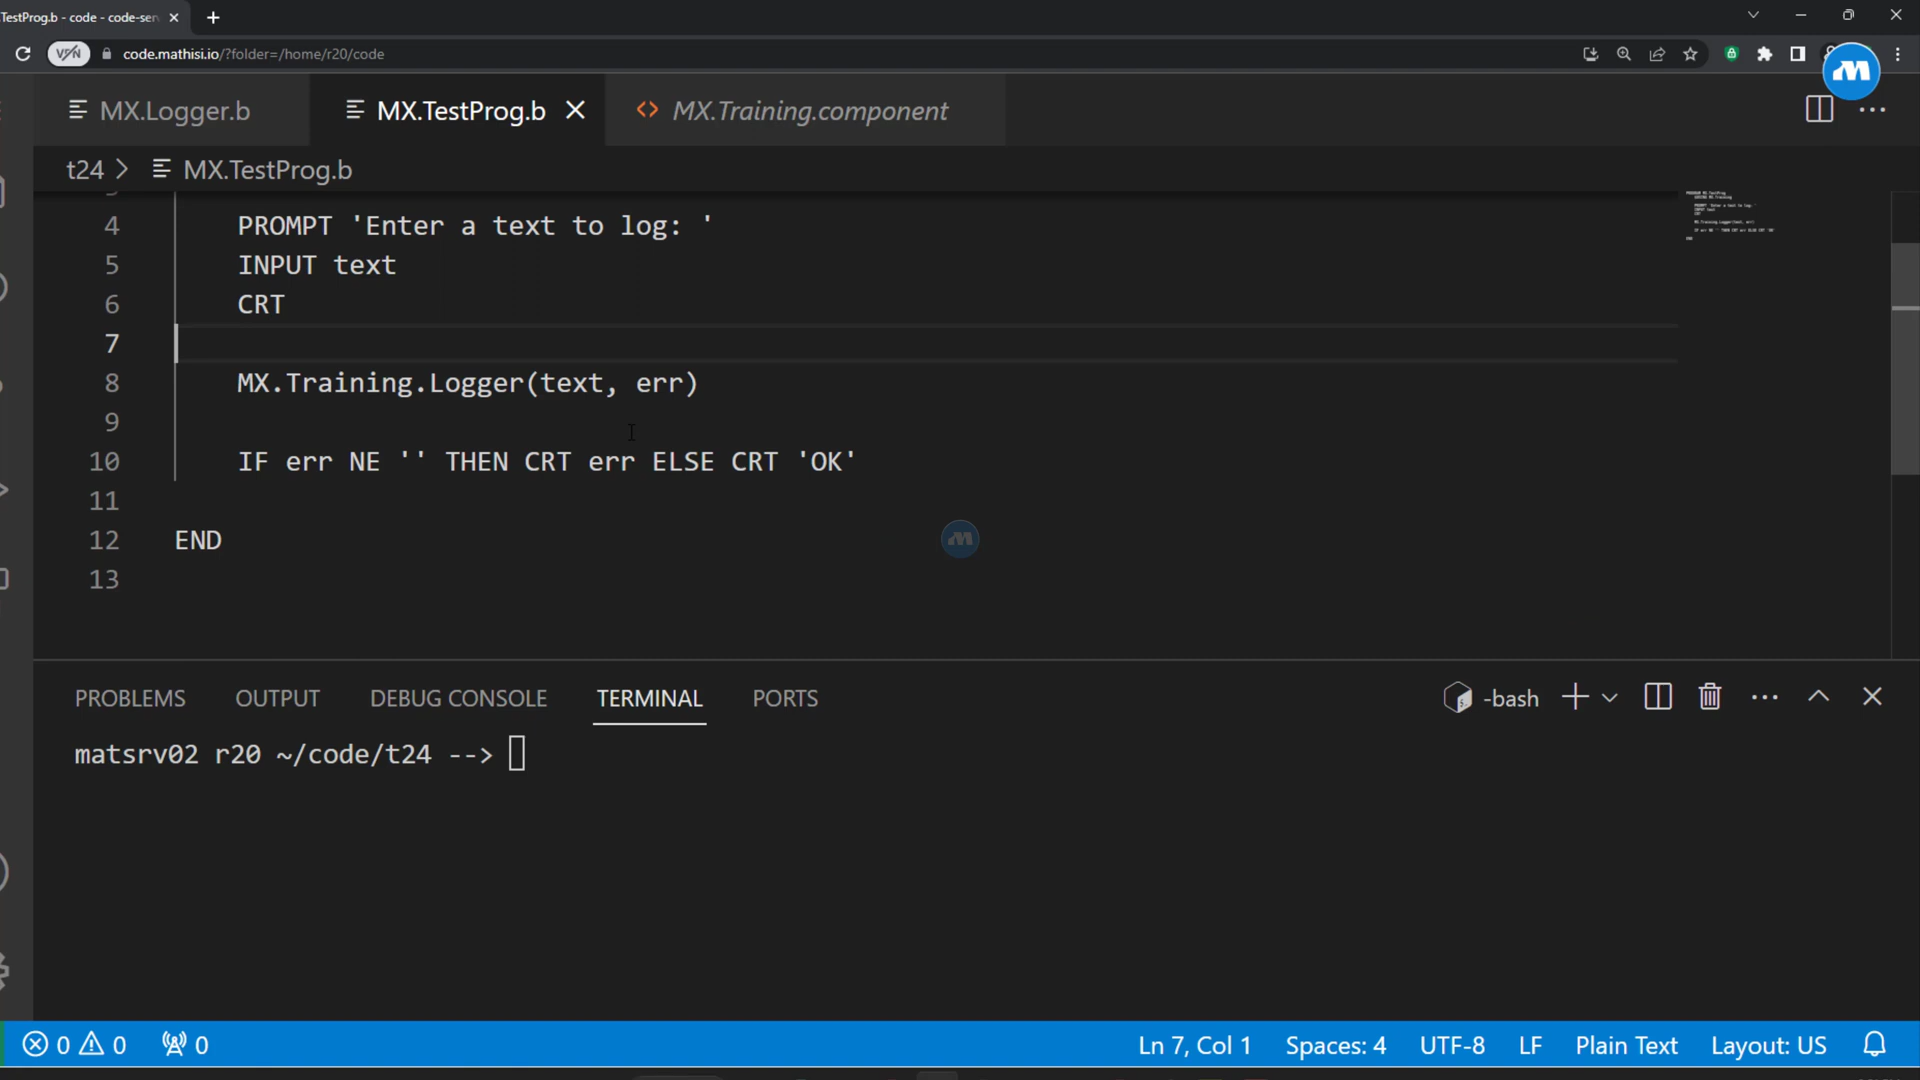 TestProg.b - code - code-ser
VPN code.mathisi.io/?folder=/home/r20/code
MX.Logger.b MX.TestProg.b MX.Training.component
t24 > MX.TestProg.b
4 PROMPT 'Enter a text to log: '
5 INPUT text
6 CRT
7
8 MX.Training.Logger(text, err)
9
10 IF err NE '' THEN CRT err ELSE CRT 'OK'
11
12 END
13
PROBLEMS OUTPUT DEBUG CONSOLE TERMINAL PORTS -bash
matsrv02 r20 ~/code/t24 -->
0 0 0 Ln 7, Col 1 Spaces: 4 UTF-8 LF Plain Text Layout: US